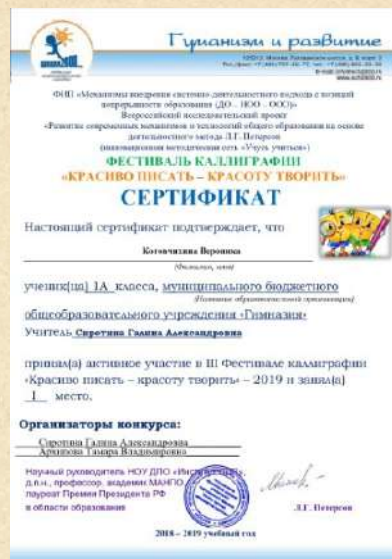 Гуманизм и развитие
ФИП «Механизмы внедрения системно-деятельностного подхода с позиций
непрерывности образования (ДО – НОО – ООО)»
Всероссийский исследовательский проект
«Развитие современных механизмов и технологий общего образования на основе
деятельностного метода Л.Г. Петерсон
(инновационная методическая сеть «Учусь учиться»)
ФЕСТИВАЛЬ КАЛЛИГРАФИИ
«КРАСИВО ПИСАТЬ – КРАСОТУ ТВОРИТЬ»
СЕРТИФИКАТ
Настоящий сертификат подтверждает, что
Вероника
(Фамилия, имя)
ученик(ца) 1А класса, муниципального бюджетного
(Название образовательной организации)
общеобразовательного учреждения «Гимназия»
Учитель Сиротина Галина Александровна
принял(а) активное участие в III Фестивале каллиграфии
«Красиво писать – красоту творить» – 2019 и занял(а)
1 место.
Организаторы конкурса:
Сиротина Галина Александровна
Архипова Тамара Владимировна
Научный руководитель НОУ ДПО
д.п.н., профессор, академик МАНПО,
лауреат Премии Президента РФ
в области образования
Л.Г. Петерсон
2018 – 2019 учебный год